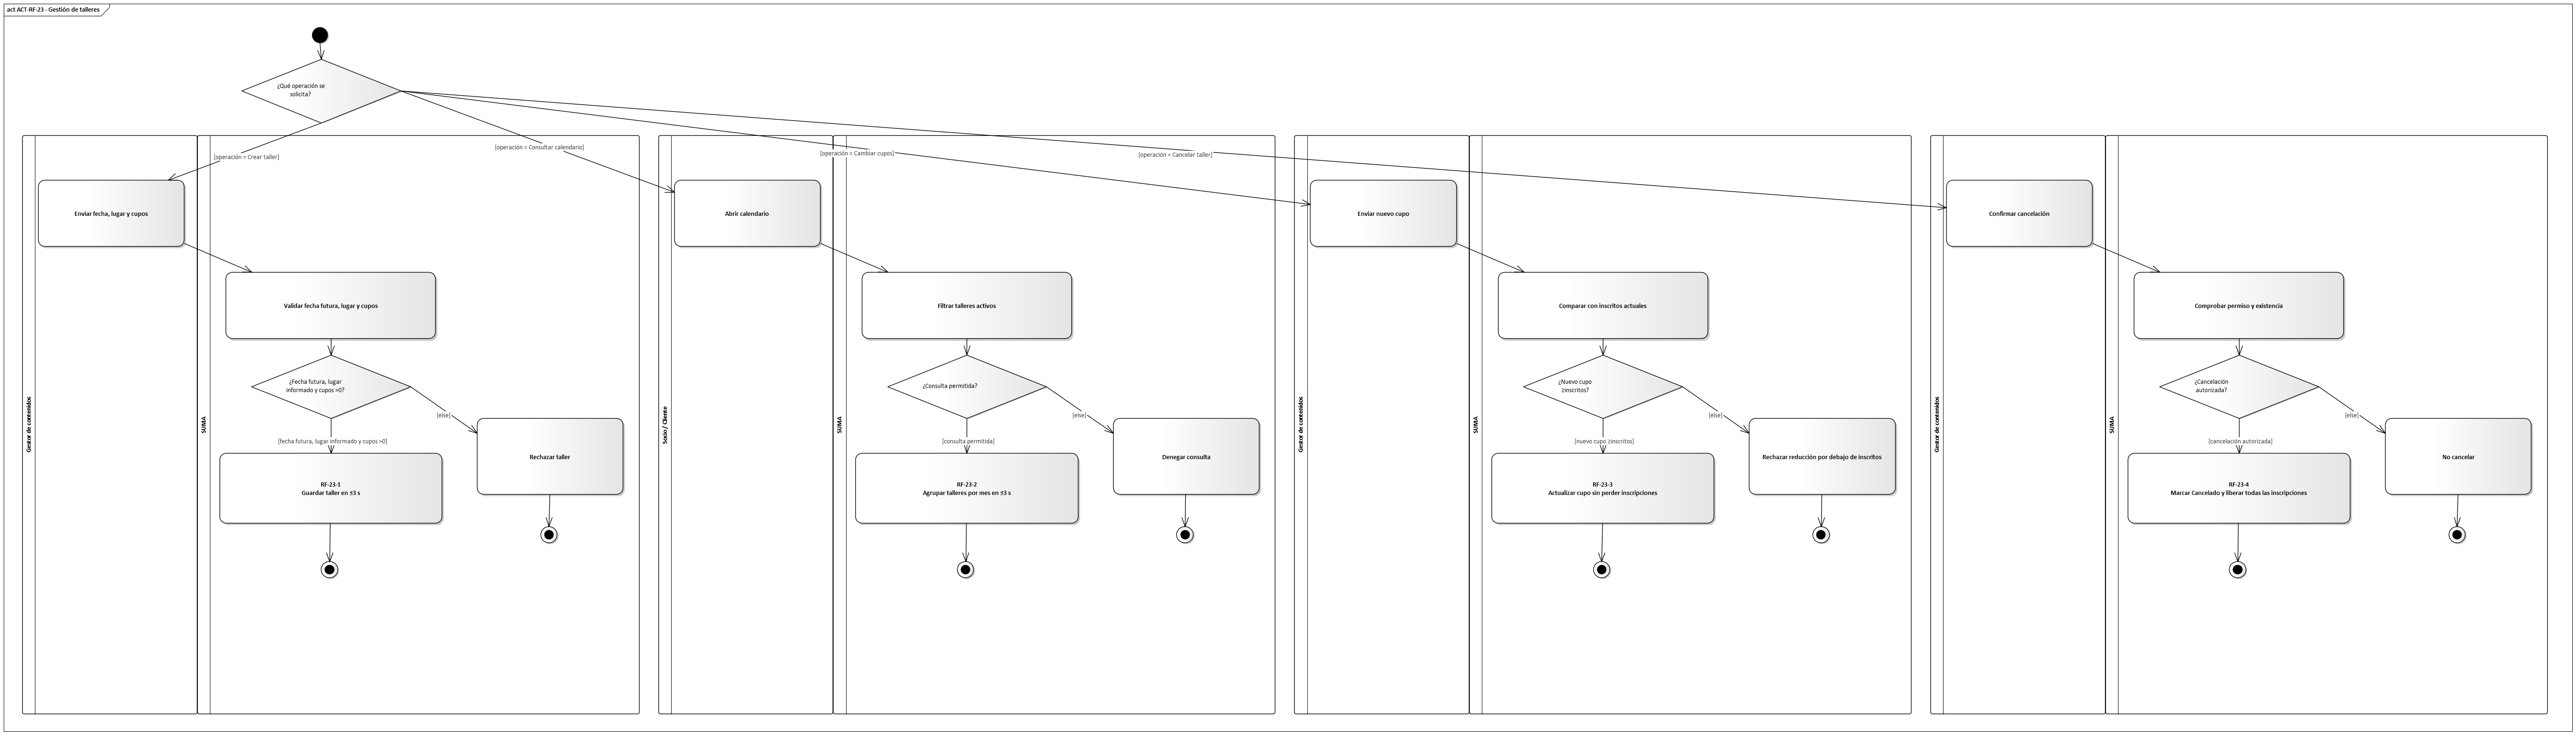 act ACT-RF-23 - Gestión de talleres
¿Qué operación se
solicita?
[operación = Crear taller]
[operación = Consultar calendario]
[operación = Cambiar cupos]
[operación = Cancelar taller]
Gestor de contenidos
Enviar fecha, lugar y cupos
SUMA
Validar fecha futura, lugar y cupos
¿Fecha futura, lugar
informado y cupos >0?
[else]
[fecha futura, lugar informado y cupos >0]
RF-23-1
Guardar taller en ≤3 s
Rechazar taller
Socio / Cliente
Abrir calendario
SUMA
Filtrar talleres activos
¿Consulta permitida?
[else]
[consulta permitida]
RF-23-2
Agrupar talleres por mes en ≤3 s
Denegar consulta
Gestor de contenidos
Enviar nuevo cupo
SUMA
Comparar con inscritos actuales
¿Nuevo cupo
≥inscritos?
[else]
[nuevo cupo ≥inscritos]
RF-23-3
Actualizar cupo sin perder inscripciones
Rechazar reducción por debajo de inscritos
Gestor de contenidos
Confirmar cancelación
SUMA
Comprobar permiso y existencia
¿Cancelación
autorizada?
[else]
[cancelación autorizada]
RF-23-4
Marcar Cancelado y liberar todas las inscripciones
No cancelar